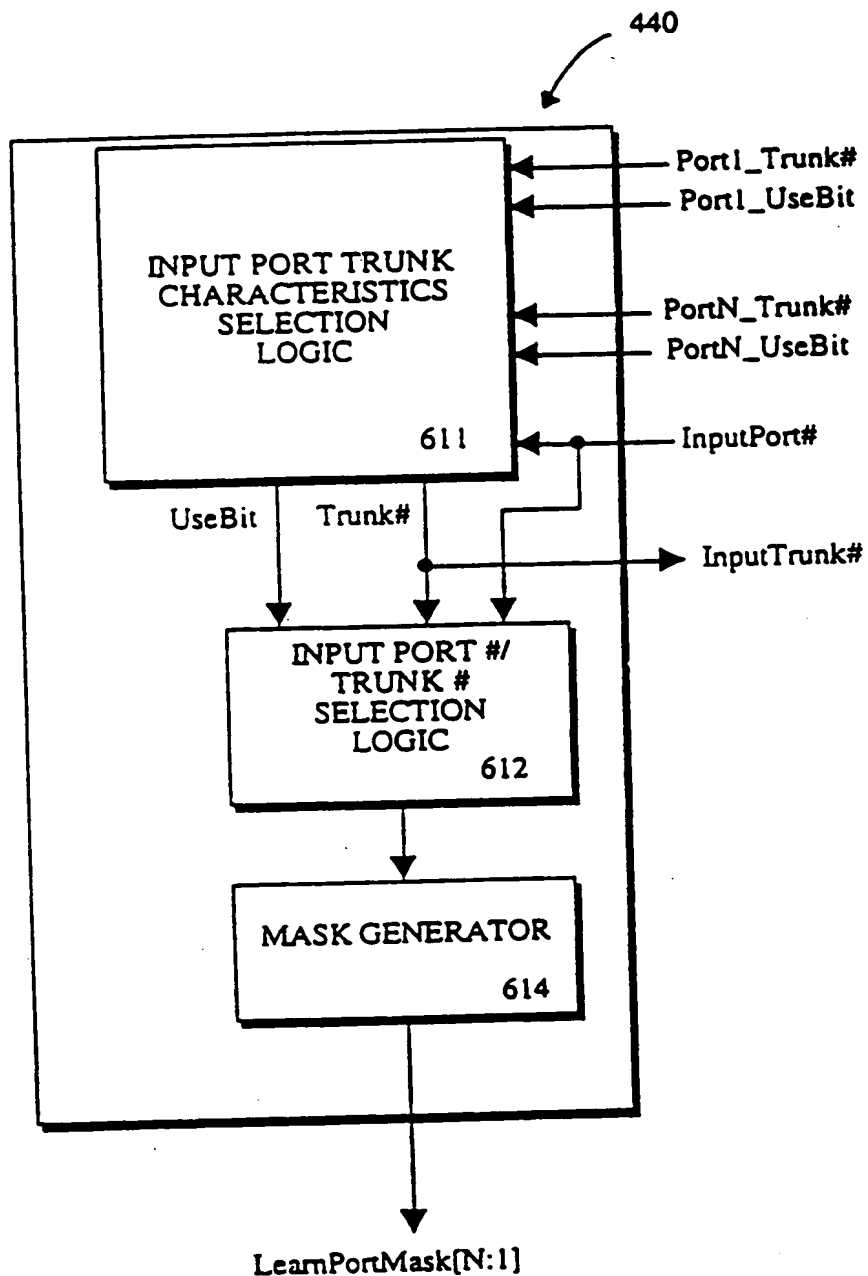 440
Port1_Trunk#
Port1_UseBit
INPUT PORT TRUNK
CHARACTERISTICS
SELECTION
LOGIC
PortN_Trunk#
PortN_UseBit
611
InputPort#
UseBit
Trunk#
InputTrunk#
INPUT PORT #/
TRUNK #
SELECTION
LOGIC
612
MASK GENERATOR
614
LearnPortMask[N:1]